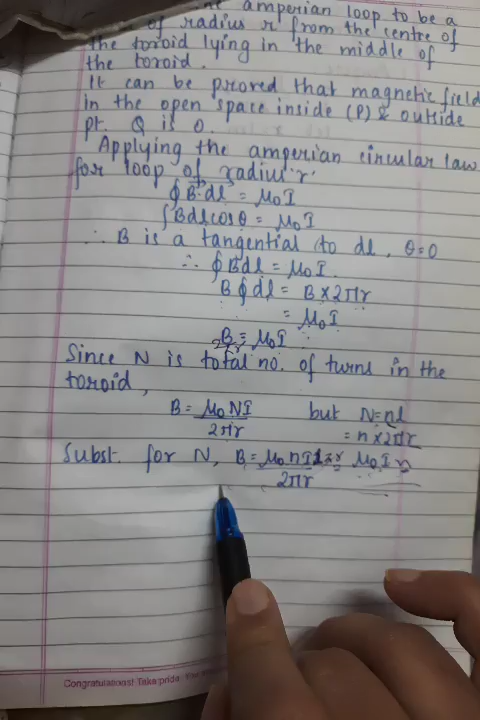 amperian loop to be a
of radius r from the centre of
the toroid lying in the middle of
the toroid.
It can be proved that magnetic field
in the open space inside (P) & outside
pt. Q is 0.
Applying the amperian circular law
for loop of radius 'r'
∮B⃗·dl⃗ = μ₀I
∫Bdlcosθ = μ₀I
∴ B is a tangential to dl, θ=0
∴ ∮Bdl = μ₀I.
B∮dl = B×2πr
= μ₀I
B = μ₀I
2πr
Since N is total no. of turns in the
toroid,
B = μ₀NI but N=nl
2πr = n×2πr
Subst. for N, B = μ₀nI2πr = μ₀In
2πr
Congratulations! Take pride